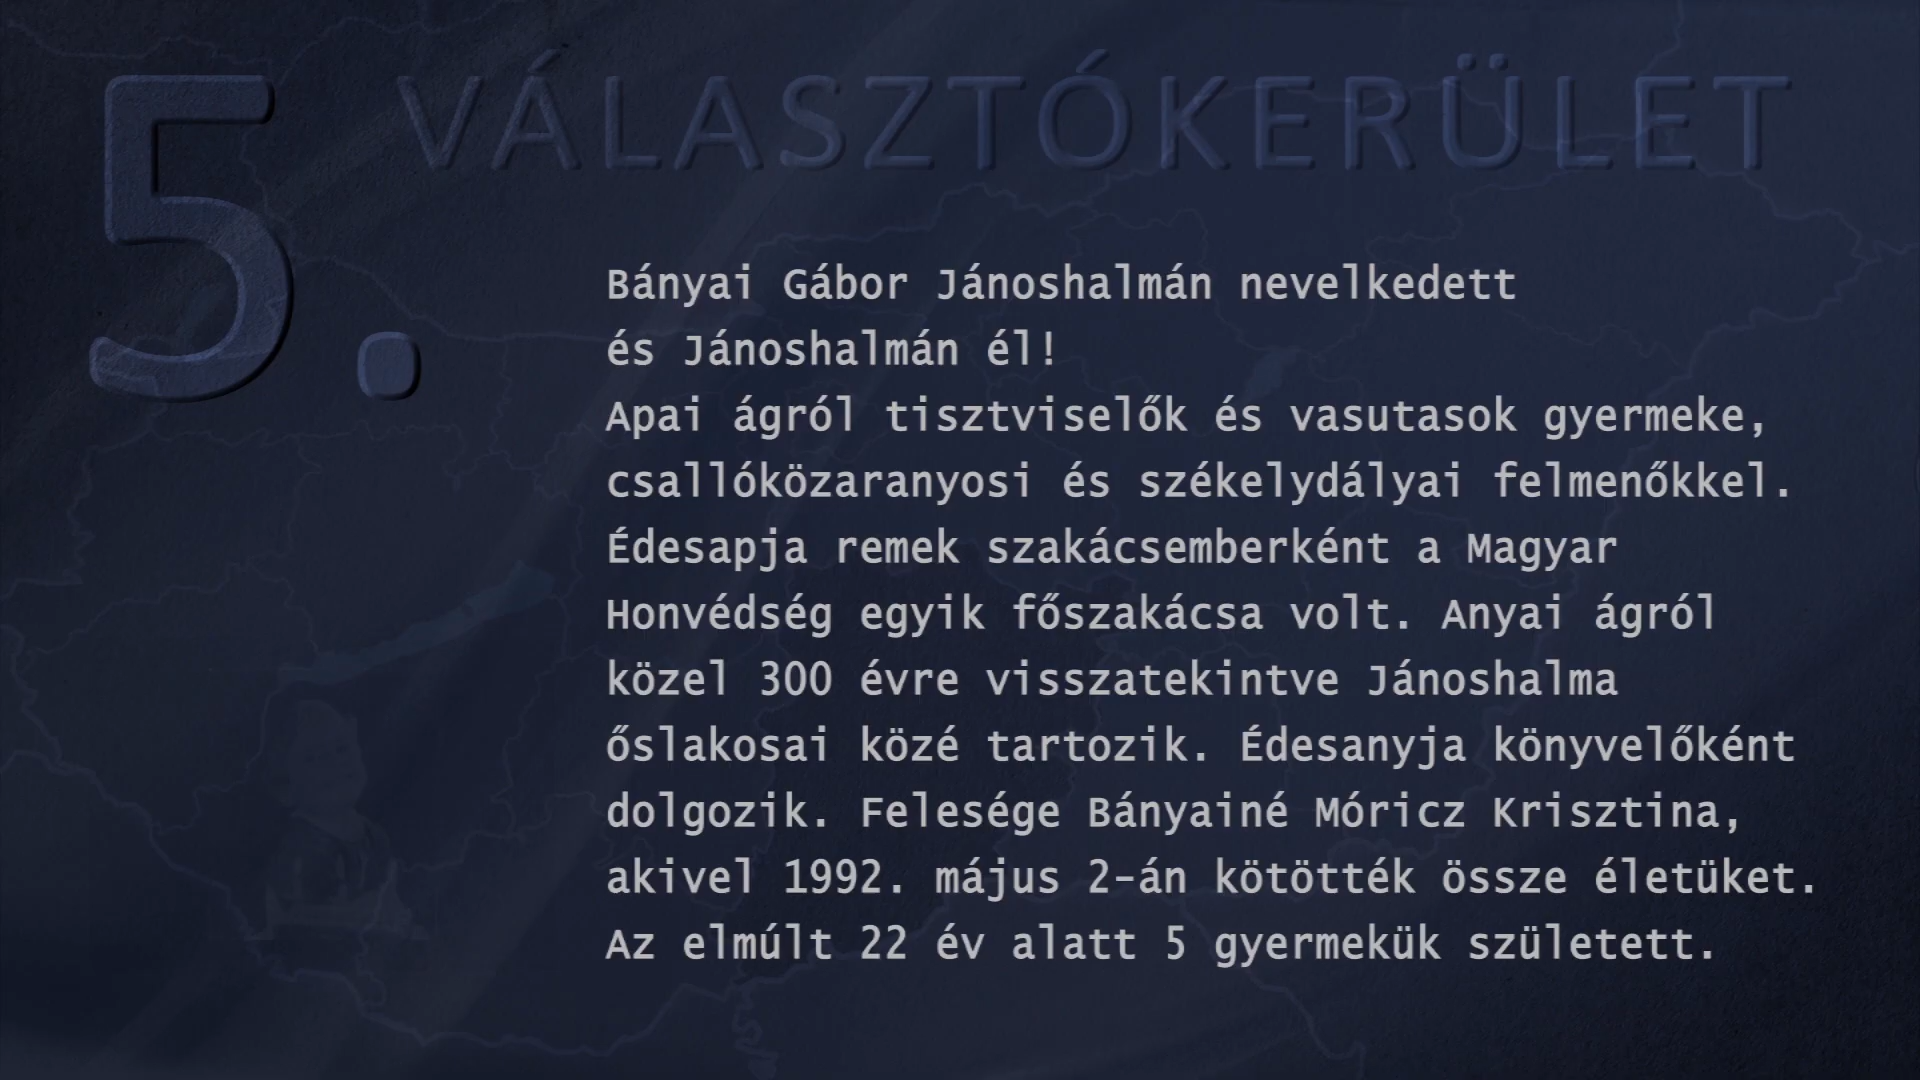 5. VÁLASZTÓKERÜLET
Bányai Gábor Jánoshalmán nevelkedett
és Jánoshalmán él!
Apai ágról tisztviselők és vasutasok gyermeke,
csallóközaranyosi és székelydályai felmenőkkel.
Édesapja remek szakácsemberként a Magyar
Honvédség egyik főszakácsa volt. Anyai ágról
közel 300 évre visszatekintve Jánoshalma
őslakosai közé tartozik. Édesanyja könyvelőként
dolgozik. Felesége Bányainé Móricz Krisztina,
akivel 1992. május 2-án kötötték össze életüket.
Az elmúlt 22 év alatt 5 gyermekük született.